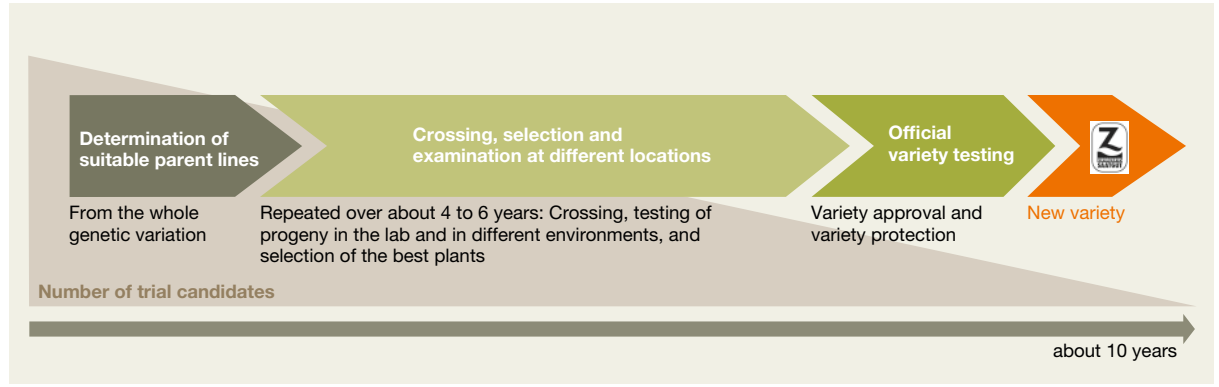 Determination of
suitable parent lines
Crossing, selection and
examination at different locations
Official
variety testing
Z
SAATGUT
From the whole
genetic variation
Repeated over about 4 to 6 years: Crossing, testing of
progeny in the lab and in different environments, and
selection of the best plants
Variety approval and
variety protection
New variety
Number of trial candidates
about 10 years